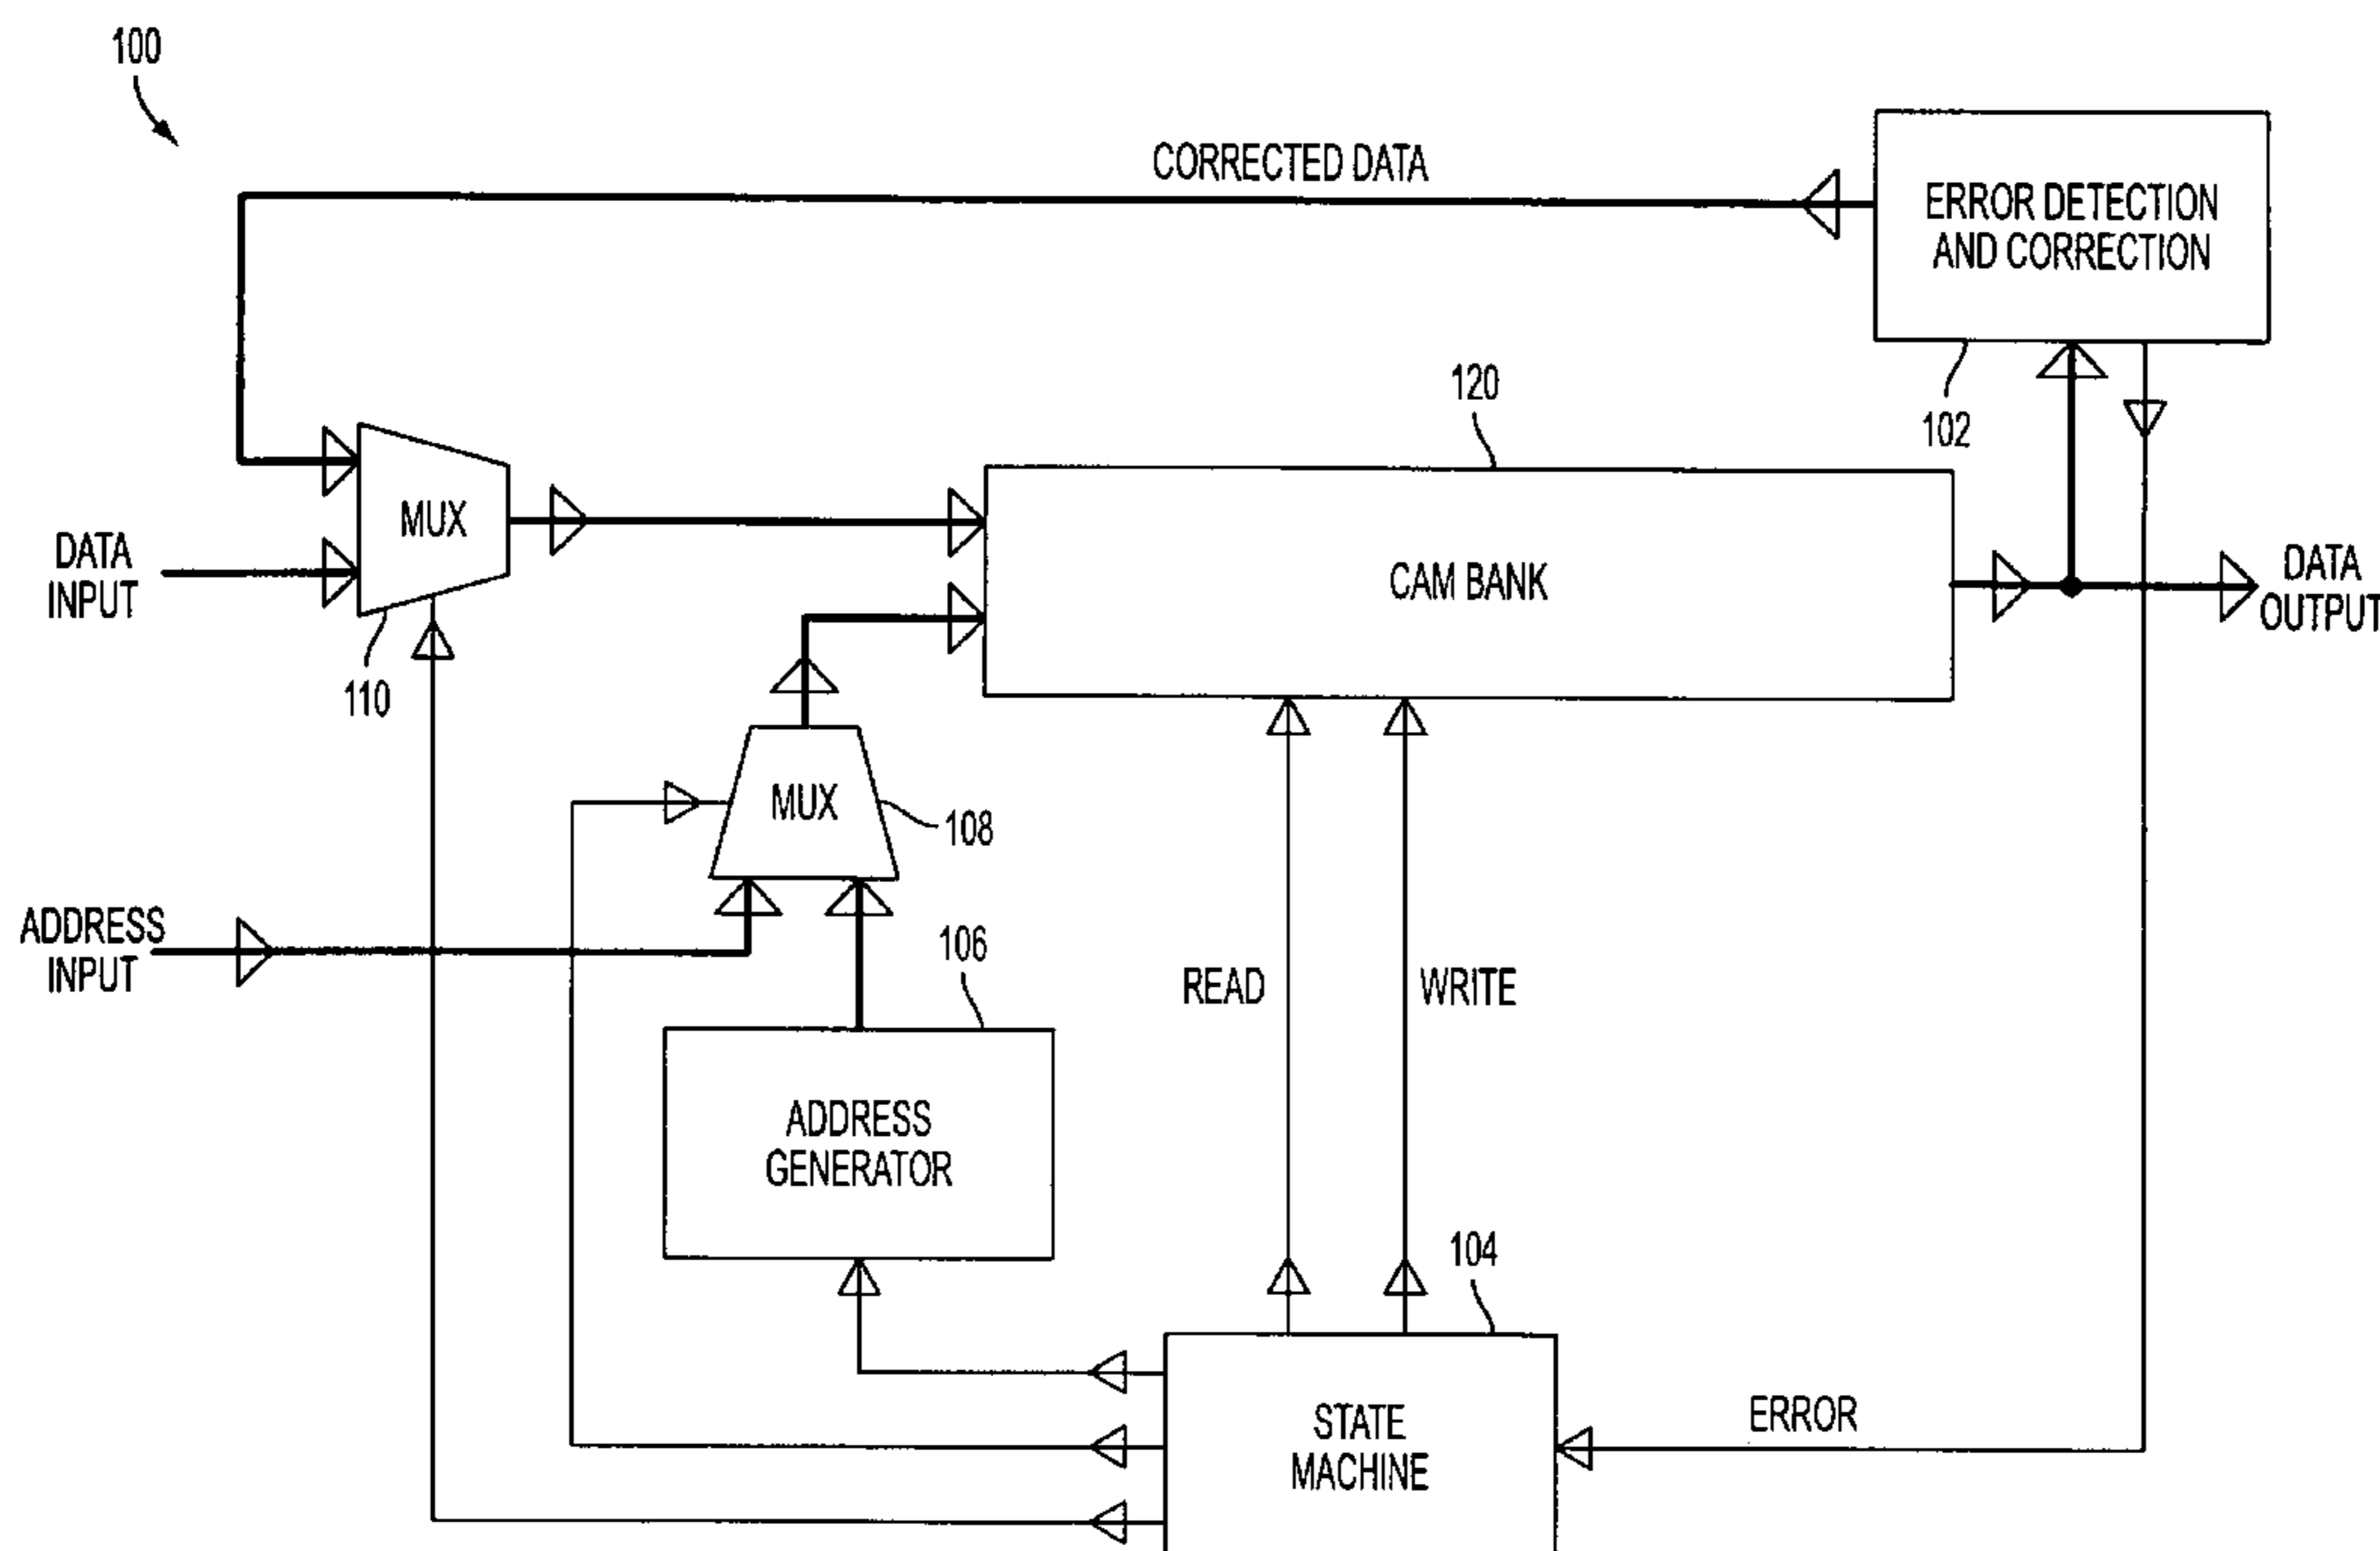 100
CORRECTED DATA
ERROR DETECTION
AND CORRECTION
102
120
MUX
DATA
INPUT
110
CAM BANK
DATA
OUTPUT
MUX
108
ADDRESS
INPUT
106
READ
WRITE
ADDRESS
GENERATOR
104
STATE
MACHINE
ERROR